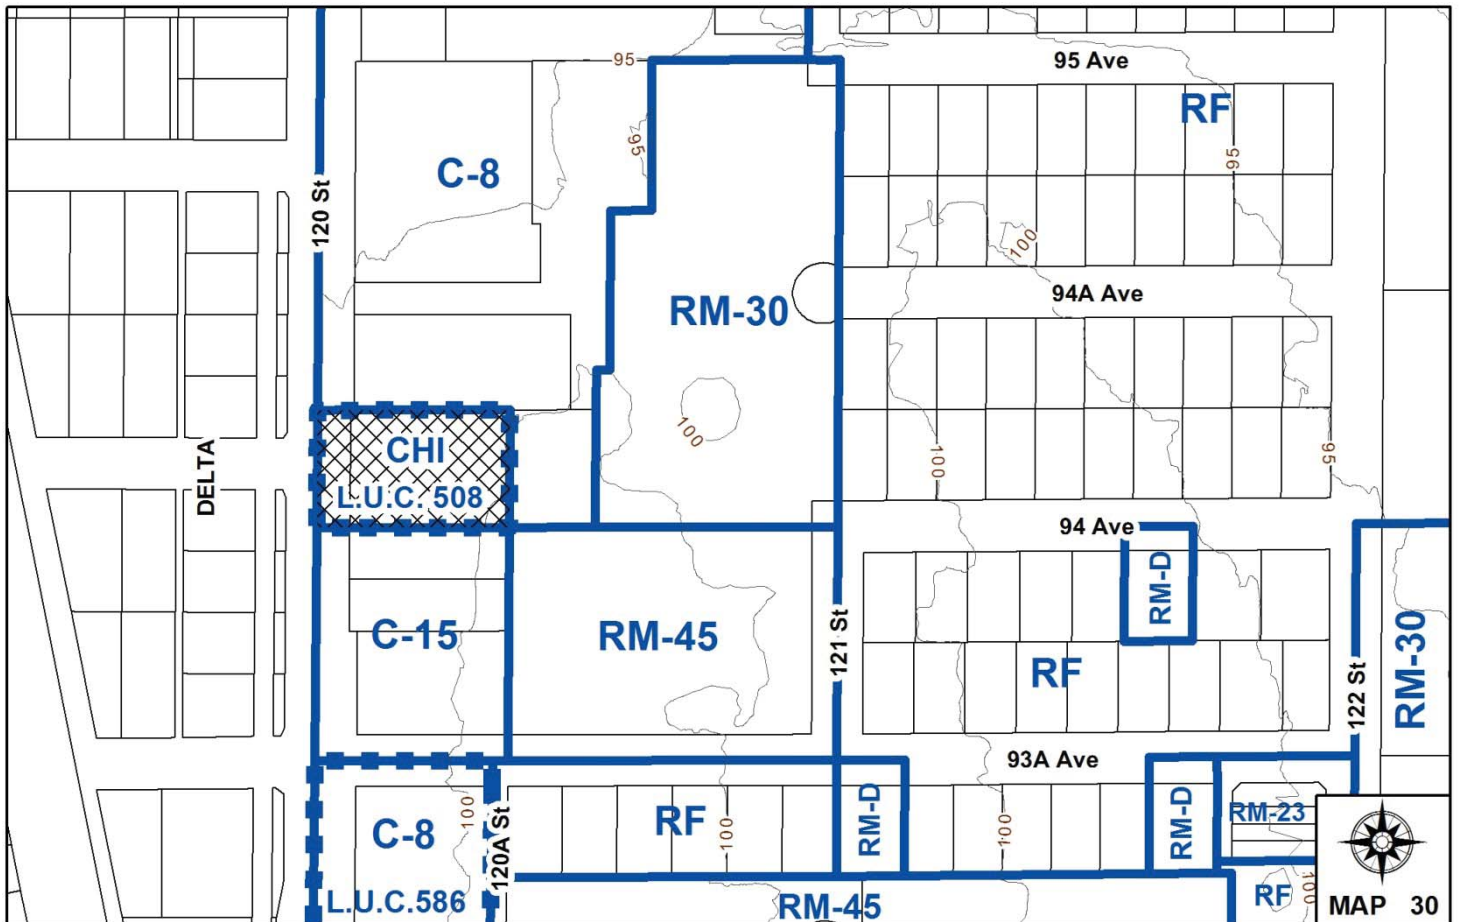 95
95 Ave
RF
95
95
C-8
120 St
100
94A Ave
RM-30
100
CHI
L.U.C. 508
DELTA
100
95
94 Ave
RM-D
C-15
RM-45
121 St
RF
122 St
RM-30
93A Ave
C-8
100
120A St
RF
100
RM-D
100
RM-D
RM-23
L.U.C.586
RM-45
RF
100
MAP 30